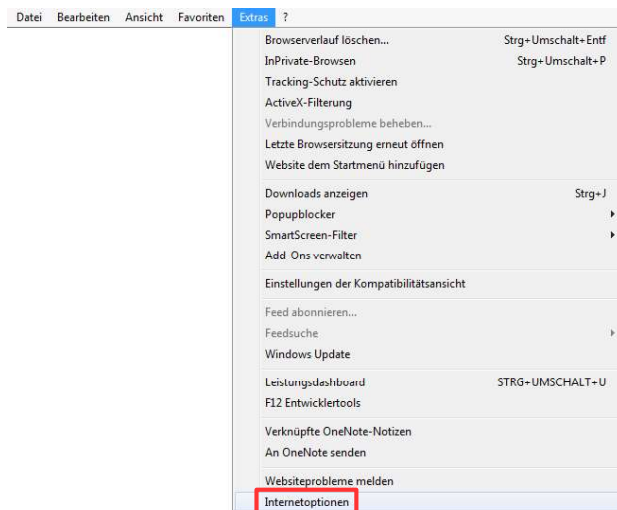 Datei Bearbeiten Ansicht Favoriten Extras ?
Browserverlauf löschen... Strg+Umschalt+Entf
InPrivate-Browsen Strg+Umschalt+P
Tracking-Schutz aktivieren
ActiveX-Filterung
Verbindungsprobleme beheben...
Letzte Browsersitzung erneut öffnen
Website dem Startmenü hinzufügen
Downloads anzeigen Strg+J
Popupblocker
SmartScreen-Filter
Add-Ons verwalten
Einstellungen der Kompatibilitätsansicht
Feed abonnieren...
Feedsuche
Windows Update
Leistungsdashboard STRG+UMSCHALT+U
F12 Entwicklertools
Verknüpfte OneNote-Notizen
An OneNote senden
Websiteprobleme melden
Internetoptionen